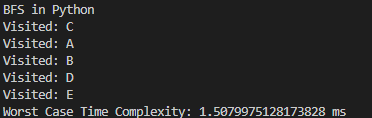 BFS in Python
Visited: C
Visited: A
Visited: B
Visited: D
Visited: E
Worst Case Time Complexity: 1.5079975128173828 ms